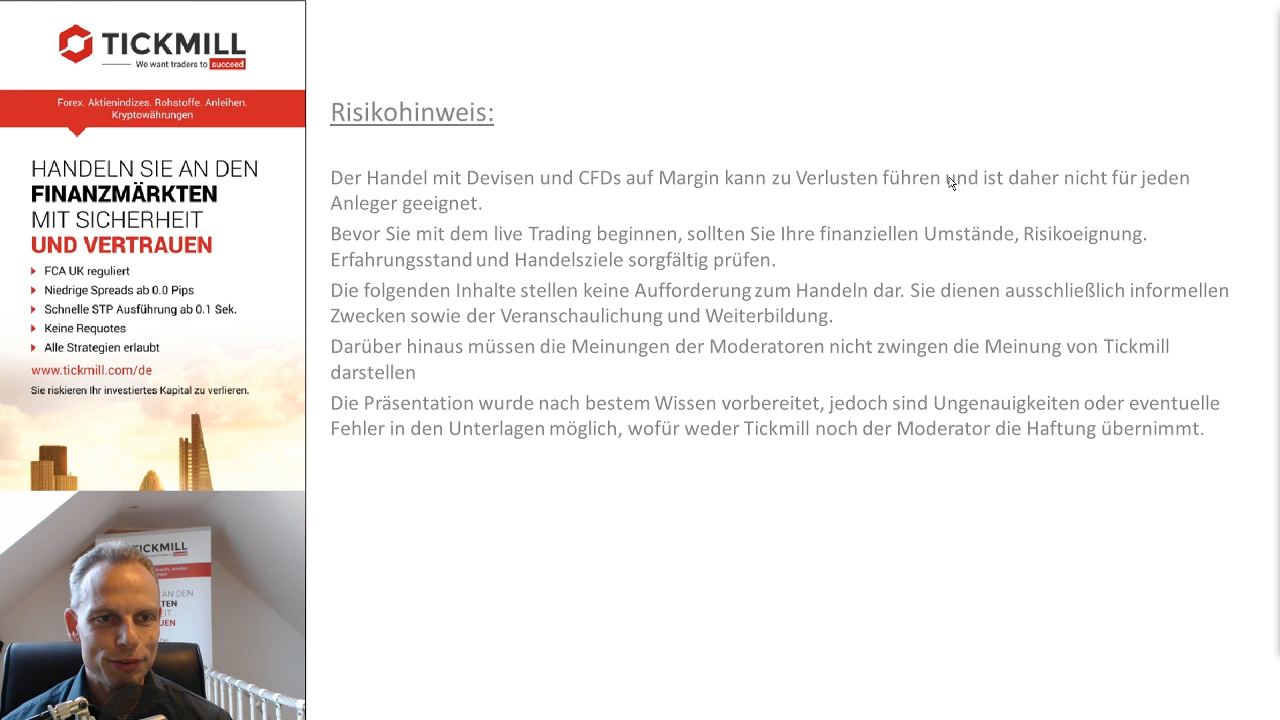 TICKMILL
We want traders to succeed
Forex. Aktienindizes. Rohstoffe. Anleihen.
Kryptowährungen
HANDELN SIE AN DEN
FINANZMÄRKTEN
MIT SICHERHEIT
UND VERTRAUEN
FCA UK reguliert
Niedrige Spreads ab 0.0 Pips
Schnelle STP Ausführung ab 0.1 Sek.
Keine Requotes
Alle Strategien erlaubt
www.tickmill.com/de
Sie riskieren Ihr investiertes Kapital zu verlieren.
Risikohinweis:
Der Handel mit Devisen und CFDs auf Margin kann zu Verlusten führen und ist daher nicht für jeden
Anleger geeignet.
Bevor Sie mit dem live Trading beginnen, sollten Sie Ihre finanziellen Umstände, Risikoeignung.
Erfahrungsstand und Handelsziele sorgfältig prüfen.
Die folgenden Inhalte stellen keine Aufforderung zum Handeln dar. Sie dienen ausschließlich informellen
Zwecken sowie der Veranschaulichung und Weiterbildung.
Darüber hinaus müssen die Meinungen der Moderatoren nicht zwingen die Meinung von Tickmill
darstellen
Die Präsentation wurde nach bestem Wissen vorbereitet, jedoch sind Ungenauigkeiten oder eventuelle
Fehler in den Unterlagen möglich, wofür weder Tickmill noch der Moderator die Haftung übernimmt.
TICKMILL
AN DEN